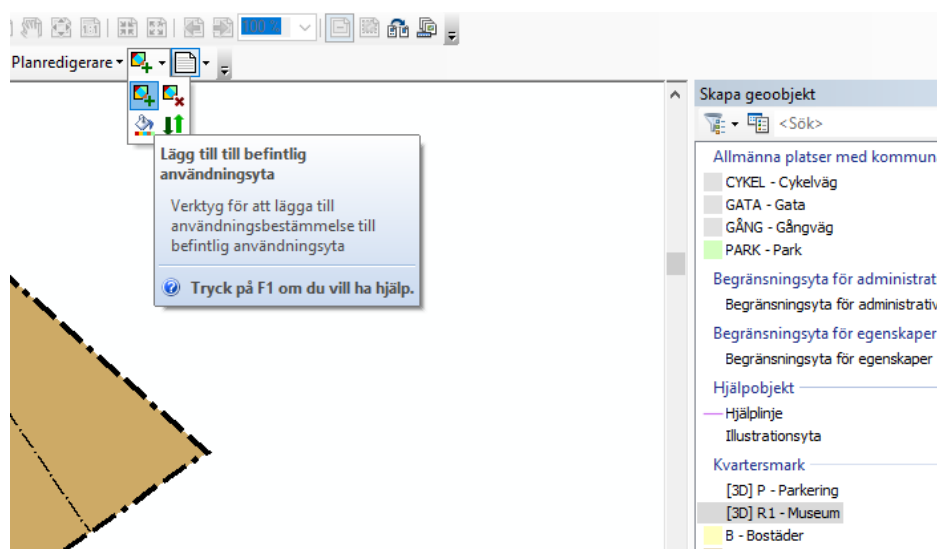 100 %
Planredigerare
Lägg till till befintlig
användningsyta
Verktyg för att lägga till
användningsbestämmelse till
befintlig användningsyta
Tryck på F1 om du vill ha hjälp.
Skapa geoobjekt
<Sök>
Allmänna platser med kommuna
CYKEL - Cykelväg
GATA - Gata
GÅNG - Gångväg
PARK - Park
Begränsningsyta för administrat
Begränsningsyta för administrativ
Begränsningsyta för egenskaper
Begränsningsyta för egenskaper
Hjälpobjekt
Hjälplinje
Illustrationsyta
Kvartersmark
[3D] P - Parkering
[3D] R1 - Museum
B - Bostäder